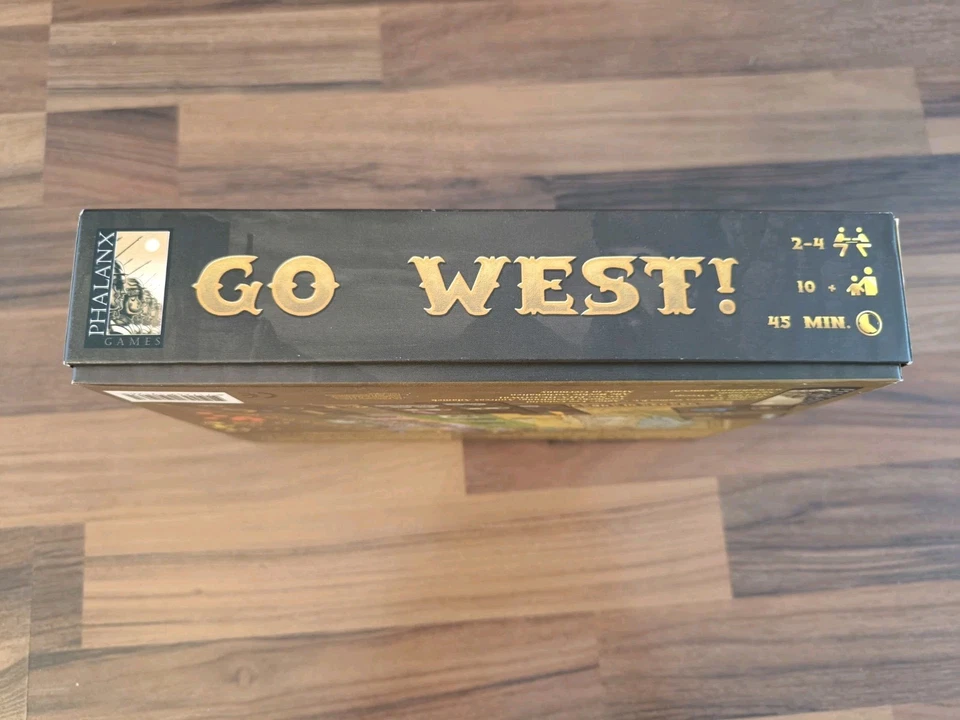 PHALANX
GAMES
GO WEST!
2-4
10 +
45 MIN.